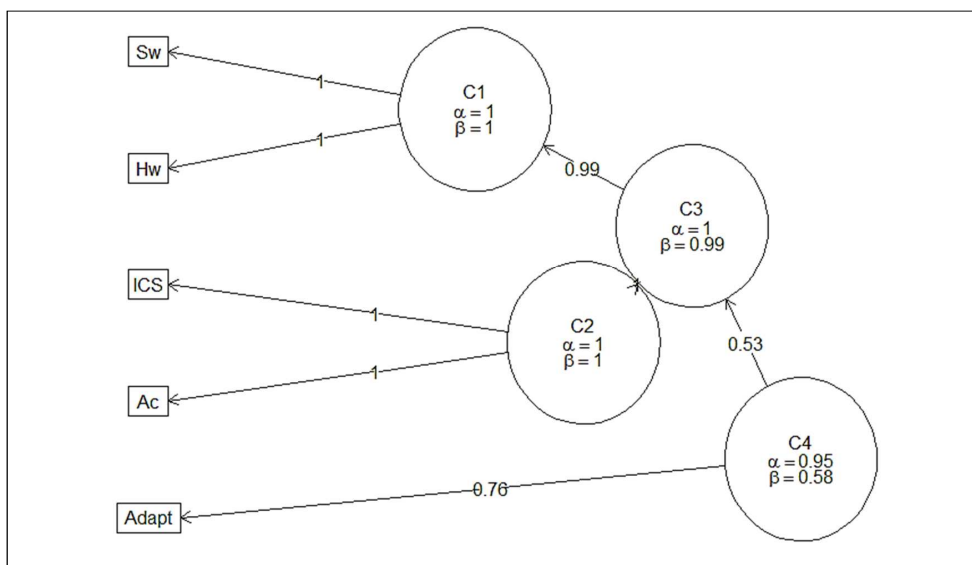 Sw
1
C1
α = 1
β = 1
Hw
1
0.99
C3
α = 1
β = 0.99
ICS
1
C2
α = 1
β = 1
Ac
1
0.53
C4
α = 0.95
β = 0.58
Adapt
0.76